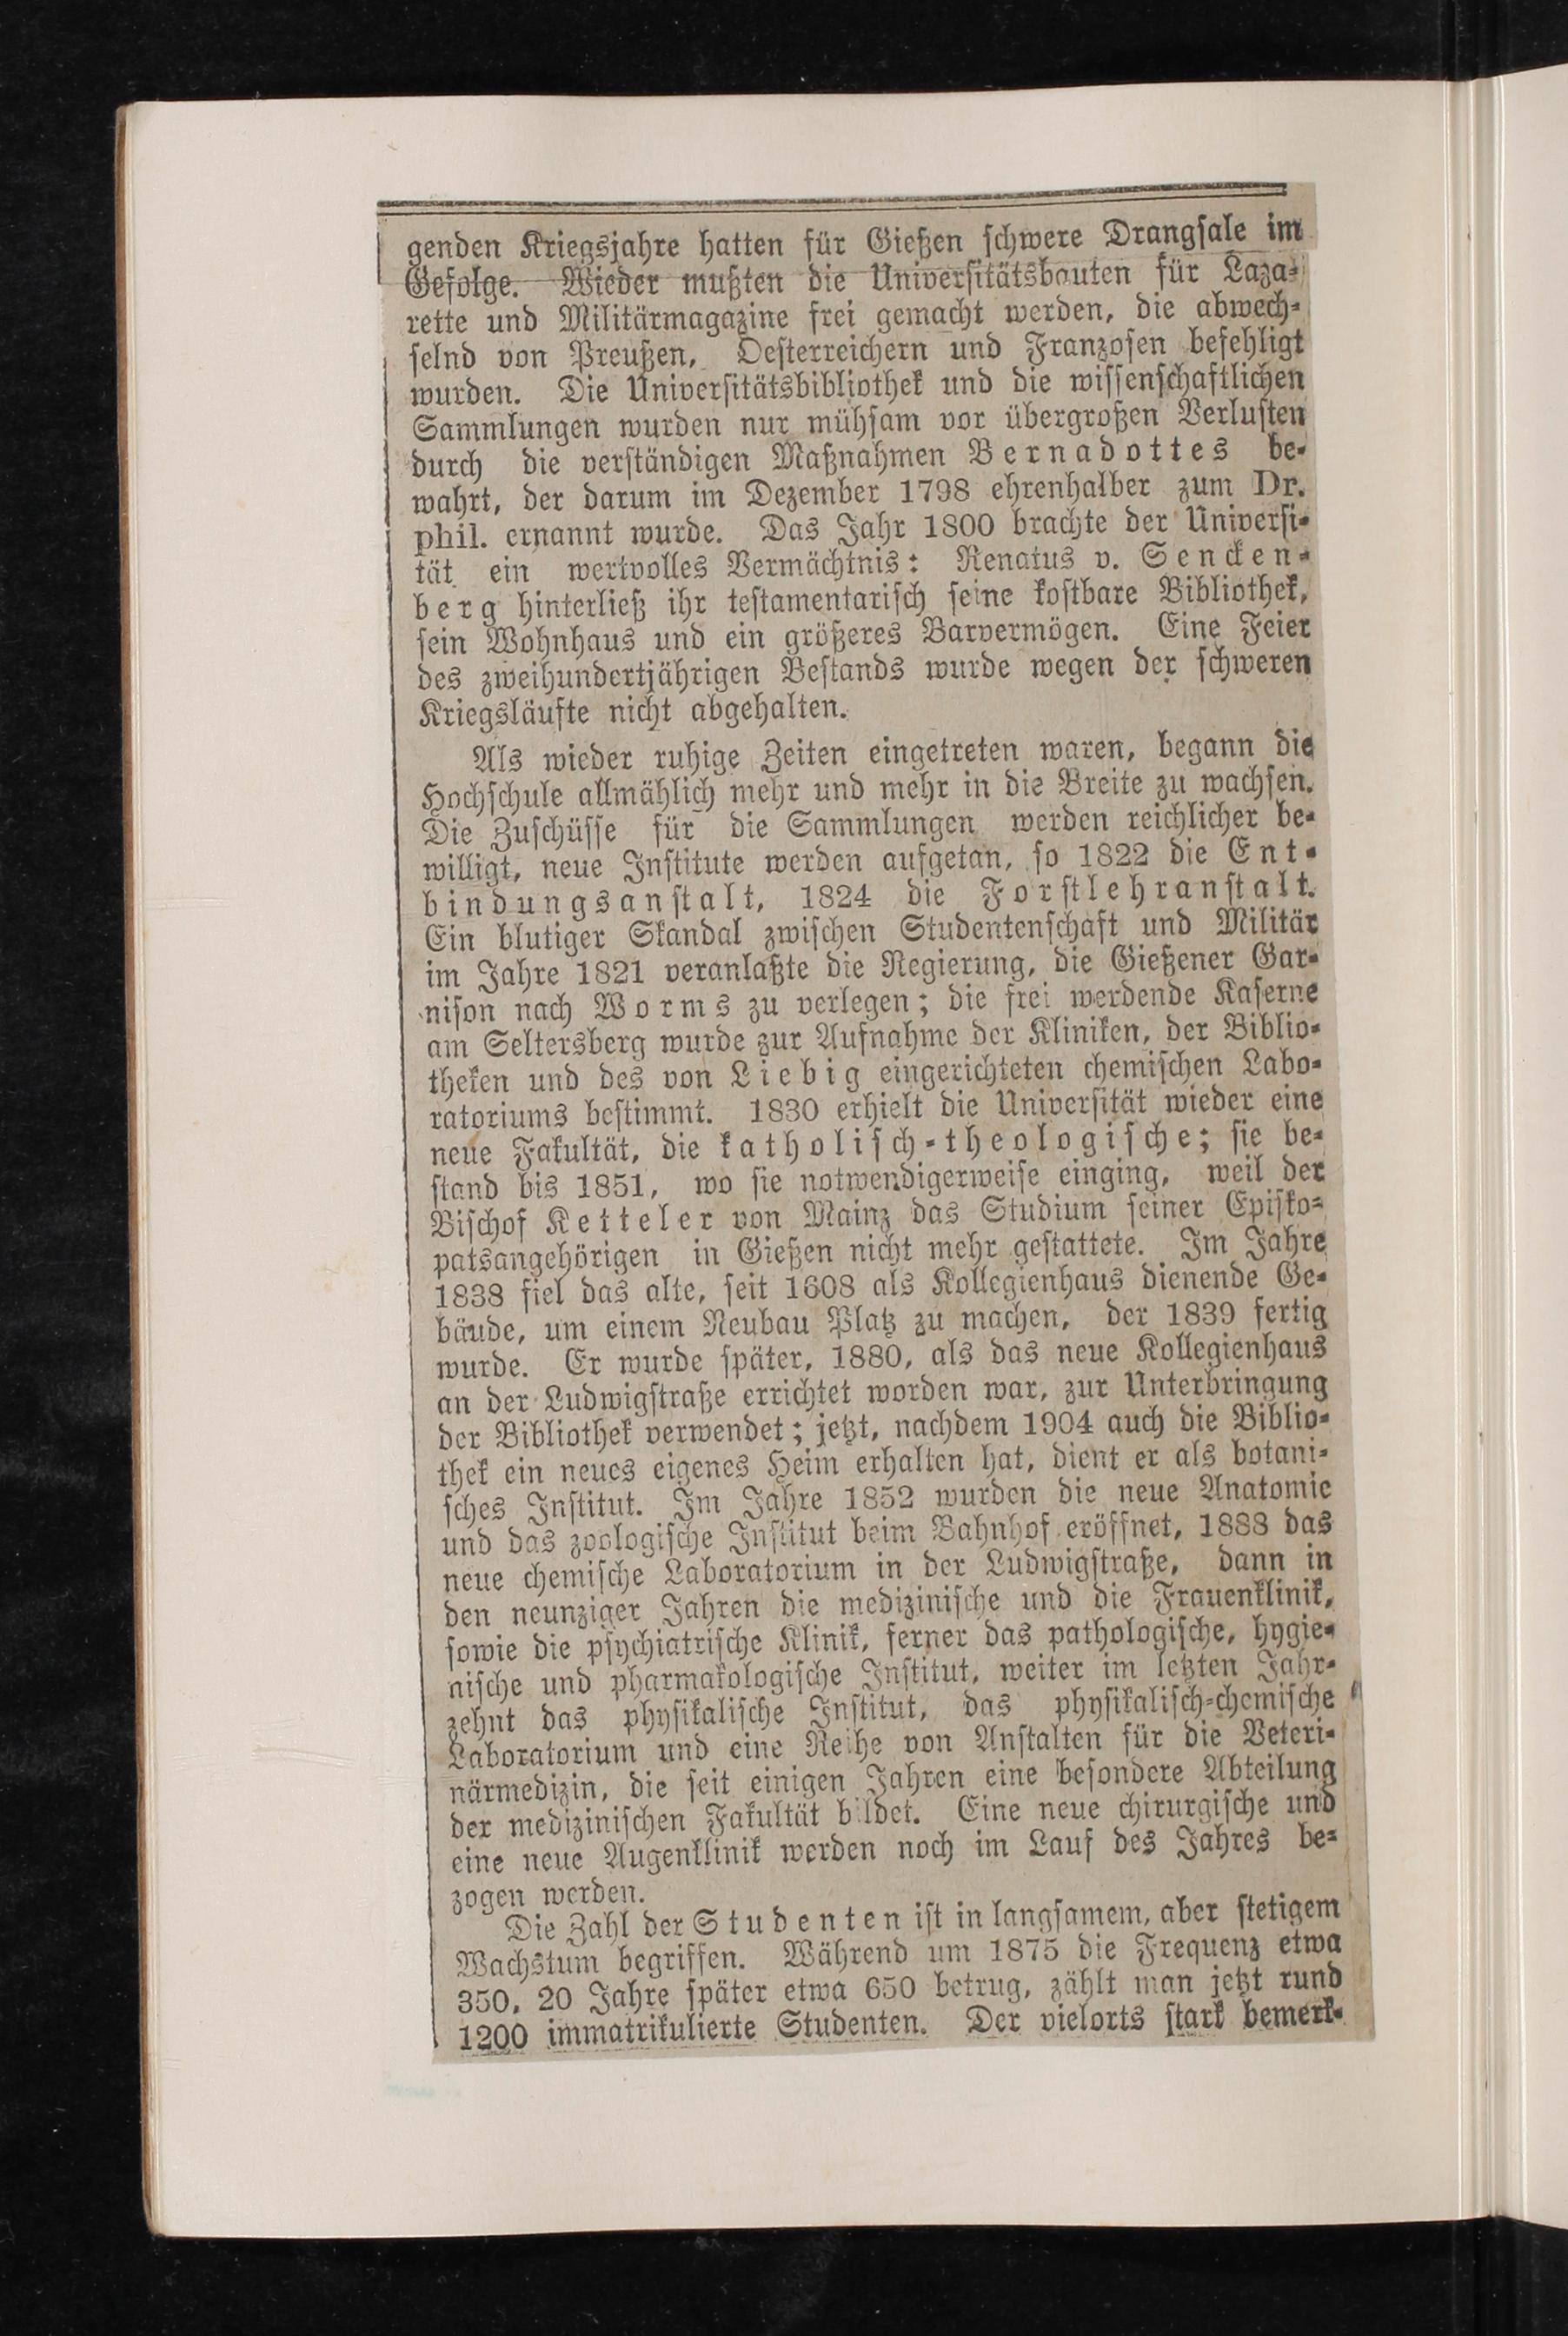 genden Kriegsjahre hatten für Gießen schwere Drangsale im
Gefolge. Wieder mußten die Universitätsbauten für Laza-
rette und Militärmagazine frei gemacht werden, die abwech-
selnd von Preußen, Oesterreichern und Franzosen befehligt
wurden. Die Universitätsbibliothek und die wissenschaftlichen
Sammlungen wurden nur mühsam vor übergroßen Verlusten
durch die verständigen Maßnahmen Bernadottes be-
wahrt, der darum im Dezember 1798 ehrenhalber zum Dr.
phil. ernannt wurde. Das Jahr 1800 brachte der Universi-
tät ein wertvolles Vermächtnis: Renatus v. Sencken-
berg hinterließ ihr testamentarisch seine kostbare Bibliothek,
sein Wohnhaus und ein größeres Barvermögen. Eine Feier
des zweihundertjährigen Bestands wurde wegen der schweren
Kriegsläufte nicht abgehalten.
Als wieder ruhige Zeiten eingetreten waren, begann die
Hochschule allmählich mehr und mehr in die Breite zu wachsen.
Die Zuschüsse für die Sammlungen werden reichlicher be-
willigt, neue Institute werden aufgetan, so 1822 die Ent-
bindungsanstalt, 1824 die Forstlehranstalt.
Ein blutiger Skandal zwischen Studentenschaft und Militär
im Jahre 1821 veranlaßte die Regierung, die Gießener Gar-
nison nach Worms zu verlegen; die frei werdende Kaserne
am Seltersberg wurde zur Aufnahme der Kliniken, der Biblio-
theken und des von Liebig eingerichteten chemischen Labo-
ratoriums bestimmt. 1830 erhielt die Universität wieder eine
neue Fakultät, die katholisch-theologische; sie be-
stand bis 1851, wo sie notwendigerweise einging, weil der
Bischof Ketteler von Mainz das Studium seiner Episko-
patsangehörigen in Gießen nicht mehr gestattete. Im Jahre
1838 fiel das alte, seit 1608 als Kollegienhaus dienende Ge-
bäude, um einem Neubau Platz zu machen, der 1839 fertig
wurde. Er wurde später, 1880, als das neue Kollegienhaus
an der Ludwigstraße errichtet worden war, zur Unterbringung
der Bibliothek verwendet; jetzt, nachdem 1904 auch die Biblio-
thek ein neues eigenes Heim erhalten hat, dient er als botani-
sches Institut. Im Jahre 1852 wurden die neue Anatomie
und das zoologische Institut beim Bahnhof eröffnet, 1888 das
neue chemische Laboratorium in der Ludwigstraße, dann in
den neunziger Jahren die medizinische und die Frauenklinik,
sowie die psychiatrische Klinik, ferner das pathologische, hygie-
nische und pharmakologische Institut, weiter im letzten Jahr-
zehnt das physikalische Institut, das physikalisch-chemische
Laboratorium und eine Reihe von Anstalten für die Veteri-
närmedizin, die seit einigen Jahren eine besondere Abteilung
der medizinischen Fakultät bildet. Eine neue chirurgische und
eine neue Augenklinik werden noch im Lauf des Jahres be-
zogen werden.
Die Zahl der Studenten ist in langsamem, aber stetigem
Wachstum begriffen. Während um 1875 die Frequenz etwa
350, 20 Jahre später etwa 650 betrug, zählt man jetzt rund
1200 immatrikulierte Studenten. Der vielorts stark bemerk-